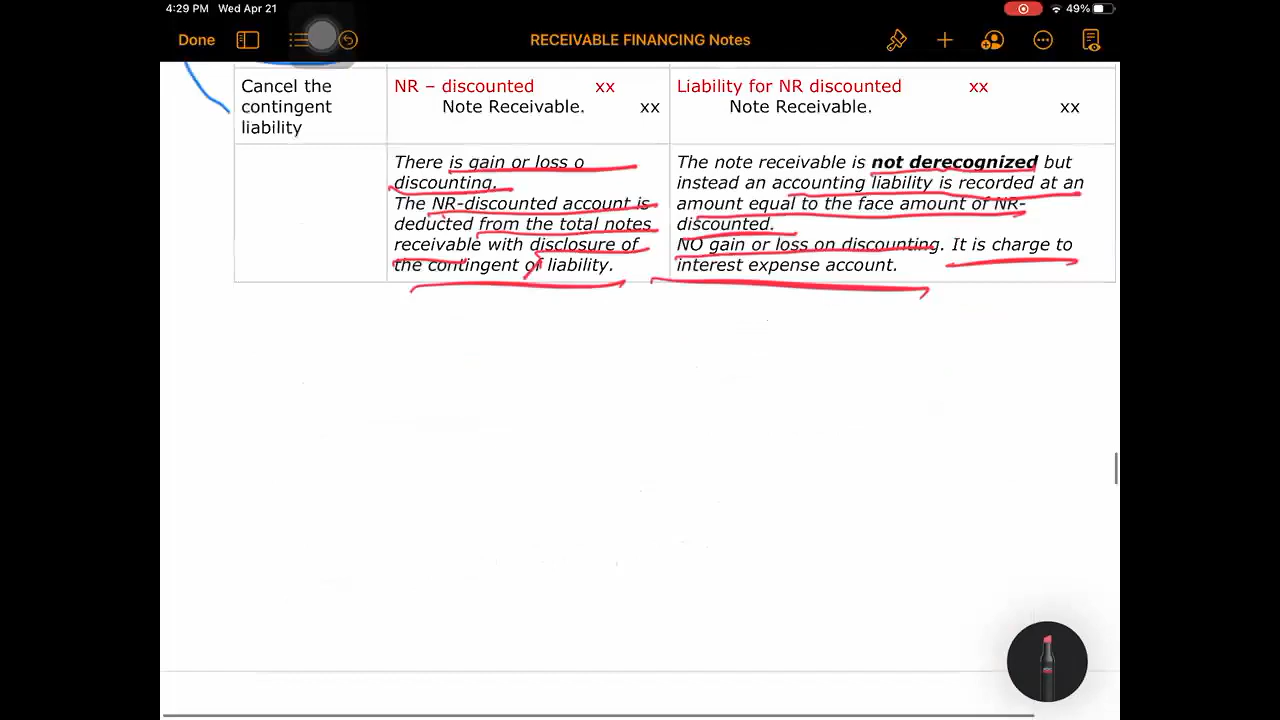 4:29 PM Wed Apr 21
49%
Done
RECEIVABLE FINANCING Notes
Cancel the
contingent
liability
NR – discounted xx
Note Receivable. xx
Liability for NR discounted xx
Note Receivable. xx
There is gain or loss o
discounting.
The NR-discounted account is
deducted from the total notes
receivable with disclosure of
the contingent of liability.
The note receivable is not derecognized but
instead an accounting liability is recorded at an
amount equal to the face amount of NR-
discounted.
NO gain or loss on discounting. It is charge to
interest expense account.